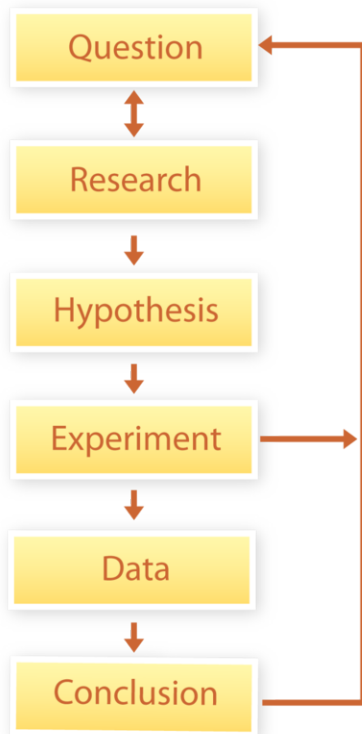 Question
Research
Hypothesis
Experiment
Data
Conclusion